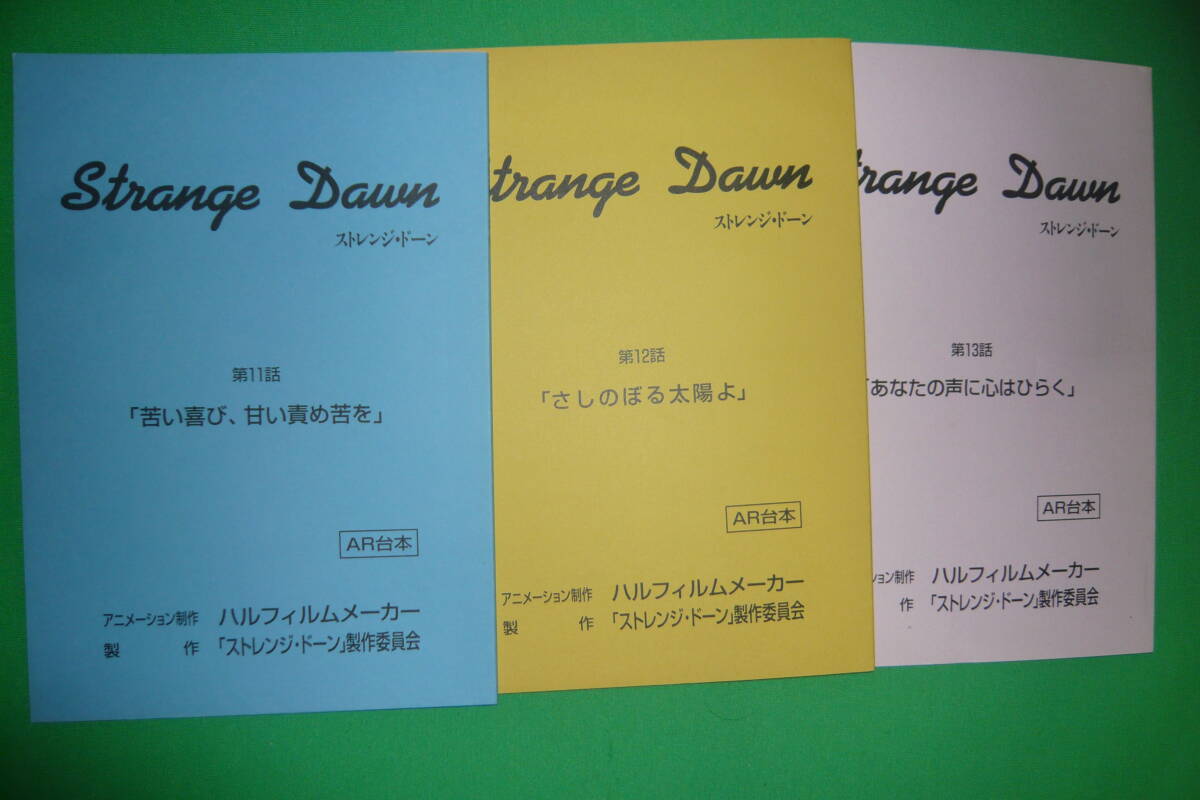 Strange Dawn
ストレンジ・ドーン
第11話
「苦い喜び、甘い責め苦を」
AR台本
アニメーション制作 ハルフィルムメーカー
製作 「ストレンジ・ドーン」製作委員会
trange Dawn
ストレンジ・ドーン
第12話
「さしのぼる太陽よ」
AR台本
アニメーション制作 ハルフィルムメーカー
製作 「ストレンジ・ドーン」製作委員会
range Dawn
ストレンジ・ドーン
第13話
「あなたの声に心はひらく」
AR台本
ション制作 ハルフィルムメーカー
作 「ストレンジ・ドーン」製作委員会